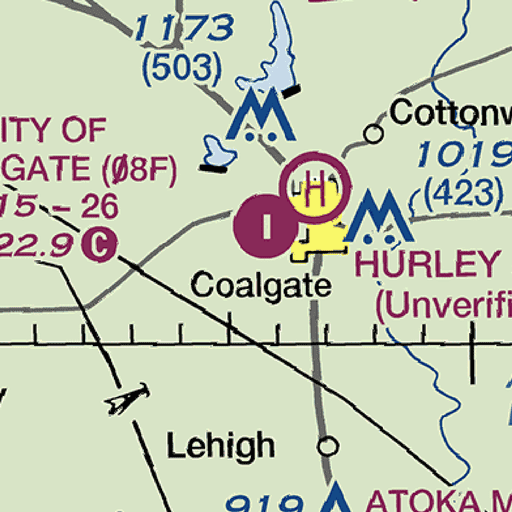 1173
(503)
Cottonw
ITY OF
GATE (Ø8F)
15 – 26
22.9 C
1019
(423)
H
I
Coalgate
HURLEY
(Unverifi
Lehigh
919
ATOKA M